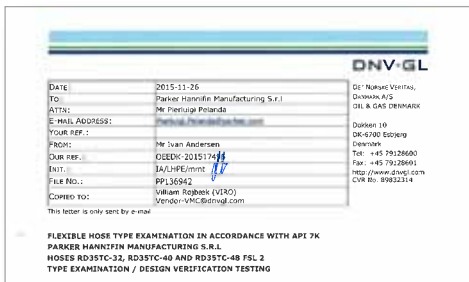 DNV·GL
DATE: 2015-11-26
TO: Parker Hannifin Manufacturing S.r.l
ATTN: Mr Pierluigi Pelanda
E-MAIL ADDRESS:
YOUR REF.:
FROM: Mr Ivan Andersen
OUR REF.: OEEDK-201517
INIT.: IA/LHPE/mmt
FILE NO.: PP136942
COPIED TO: Villiam Rejbæk (VIRO)
Vendor-VMC@dnvgl.com
DET NORSKE VERITAS,
DANMARK A/S
OIL & GAS DENMARK
Dokken 10
DK-6700 Esbjerg
Denmark
Tel: +45 79128600
Fax: +45 79128601
http://www.dnvgl.com
CVR No. 89832314
This letter is only sent by e-mail
FLEXIBLE HOSE TYPE EXAMINATION IN ACCORDANCE WITH API 7K
PARKER HANNIFIN MANUFACTURING S.R.L
HOSES RD35TC-32, RD35TC-40 AND RD35TC-48 FSL 2
TYPE EXAMINATION / DESIGN VERIFICATION TESTING